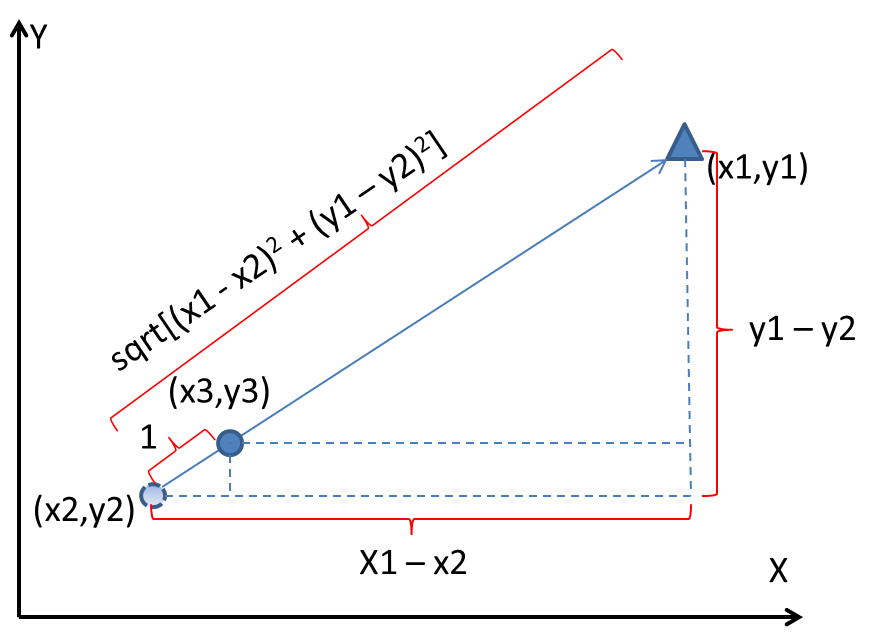 Y
sqrt[(x1 - x2)² + (y1 – y2)²]
(x1,y1)
y1 – y2
(x3,y3)
1
(x2,y2)
X1 – x2
X